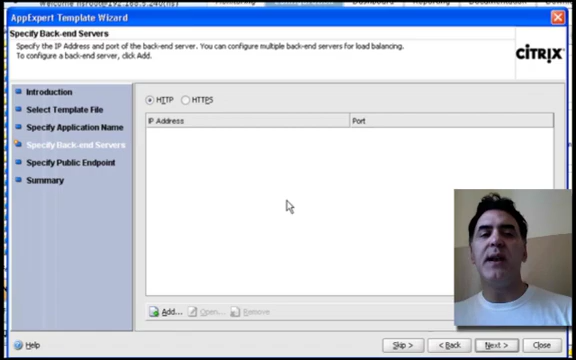 AppExpert Template Wizard
Specify Back-end Servers
Specify the IP Address and port of the back-end server. You can configure multiple back-end servers for load balancing.
To configure a back-end server, click Add.
CITRIX
Introduction
Select Template File
Specify Application Name
Specify Back-end Servers
Specify Public Endpoint
Summary
HTTP HTTPS
IP Address Port
Add... Open... Remove
Help Skip > < Back Next > Close